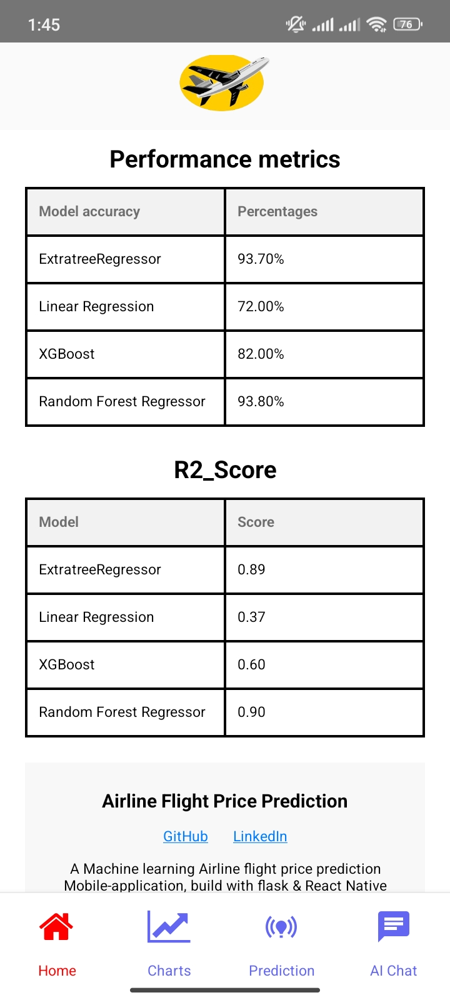 1:45
76
Performance metrics
Model accuracy Percentages
ExtratreeRegressor 93.70%
Linear Regression 72.00%
XGBoost 82.00%
Random Forest Regressor 93.80%
R2_Score
Model Score
ExtratreeRegressor 0.89
Linear Regression 0.37
XGBoost 0.60
Random Forest Regressor 0.90
Airline Flight Price Prediction
GitHub LinkedIn
A Machine learning Airline flight price prediction
Mobile-application, build with flask & React Native
Home Charts Prediction AI Chat